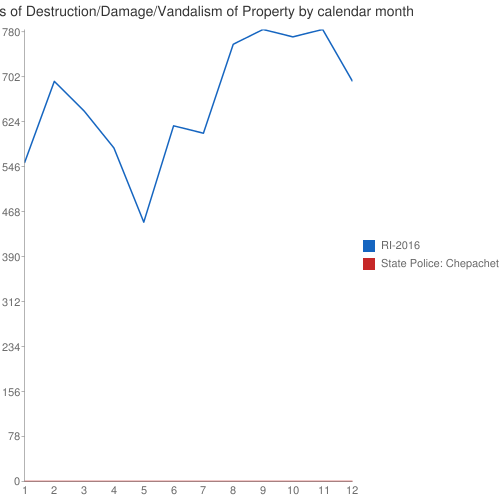 s of Destruction/Damage/Vandalism of Property by calendar month
780
702
624
546
468
390
312
234
156
78
0
1 2 3 4 5 6 7 8 9 10 11 12
RI-2016
State Police: Chepachet